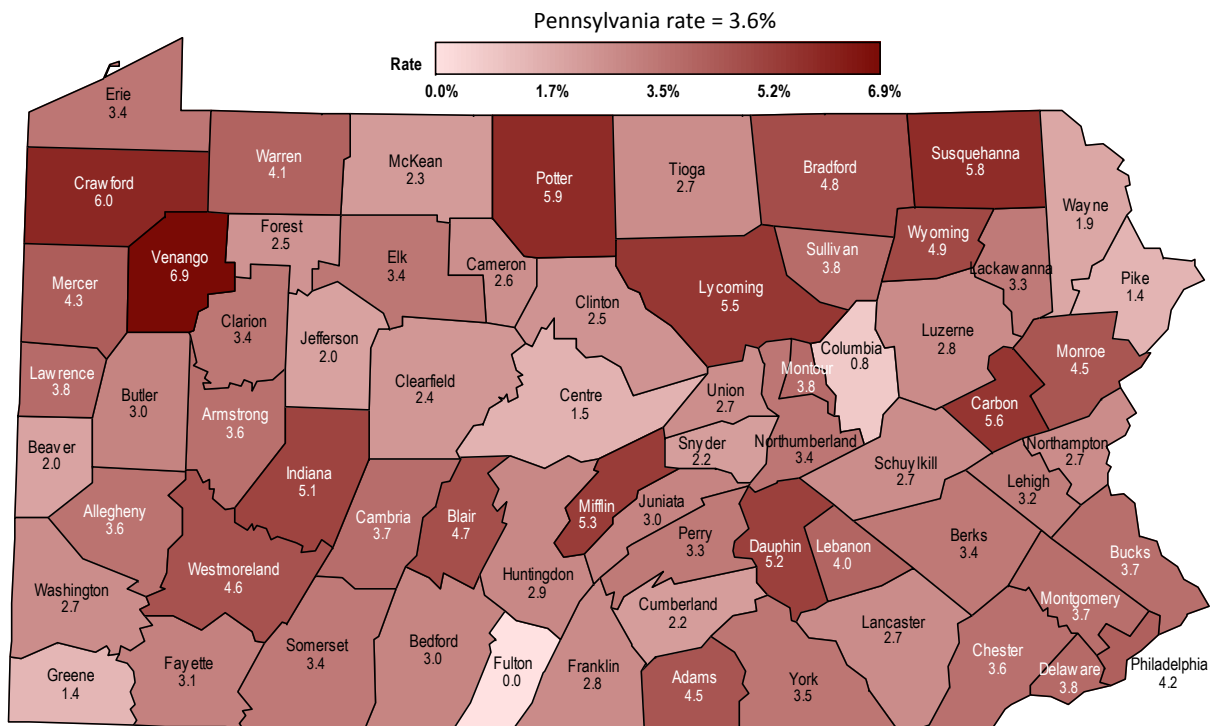 Pennsylvania rate = 3.6%
Rate
0.0% 1.7% 3.5% 5.2% 6.9%
Erie
3.4
Crawford
6.0
Warren
4.1
McKean
2.3
Potter
5.9
Tioga
2.7
Bradford
4.8
Susquehanna
5.8
Wayne
1.9
Forest
2.5
Venango
6.9
Elk
3.4
Cameron
2.6
Sullivan
3.8
Wyoming
4.9
Lackawanna
3.3
Pike
1.4
Mercer
4.3
Clarion
3.4
Jefferson
2.0
Clinton
2.5
Lycoming
5.5
Columbia
0.8
Luzerne
2.8
Monroe
4.5
Lawrence
3.8
Butler
3.0
Armstrong
3.6
Clearfield
2.4
Centre
1.5
Union
2.7
Montour
3.8
Carbon
5.6
Beaver
2.0
Indiana
5.1
Snyder
2.2
Northumberland
3.4
Schuylkill
2.7
Northampton
2.7
Lehigh
3.2
Allegheny
3.6
Cambria
3.7
Blair
4.7
Mifflin
5.3
Juniata
3.0
Perry
3.3
Dauphin
5.2
Lebanon
4.0
Berks
3.4
Bucks
3.7
Westmoreland
4.6
Washington
2.7
Huntingdon
2.9
Cumberland
2.2
Lancaster
2.7
Montgomery
3.7
Greene
1.4
Fayette
3.1
Somerset
3.4
Bedford
3.0
Fulton
0.0
Franklin
2.8
Adams
4.5
York
3.5
Chester
3.6
Delaware
3.8
Philadelphia
4.2